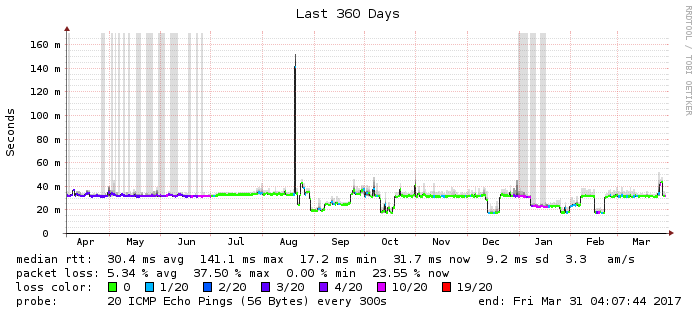 Last 360 Days
RRDTOOL / TOBI OETIKER
Seconds
160 m
140 m
120 m
100 m
80 m
60 m
40 m
20 m
0
Apr May Jun Jul Aug Sep Oct Nov Dec Jan Feb Mar
median rtt: 30.4 ms avg 141.1 ms max 17.2 ms min 31.7 ms now 9.2 ms sd 3.3 am/s
packet loss: 5.34 % avg 37.50 % max 0.00 % min 23.55 % now
loss color: 0 1/20 2/20 3/20 4/20 10/20 19/20
probe: 20 ICMP Echo Pings (56 Bytes) every 300s end: Fri Mar 31 04:07:44 2017